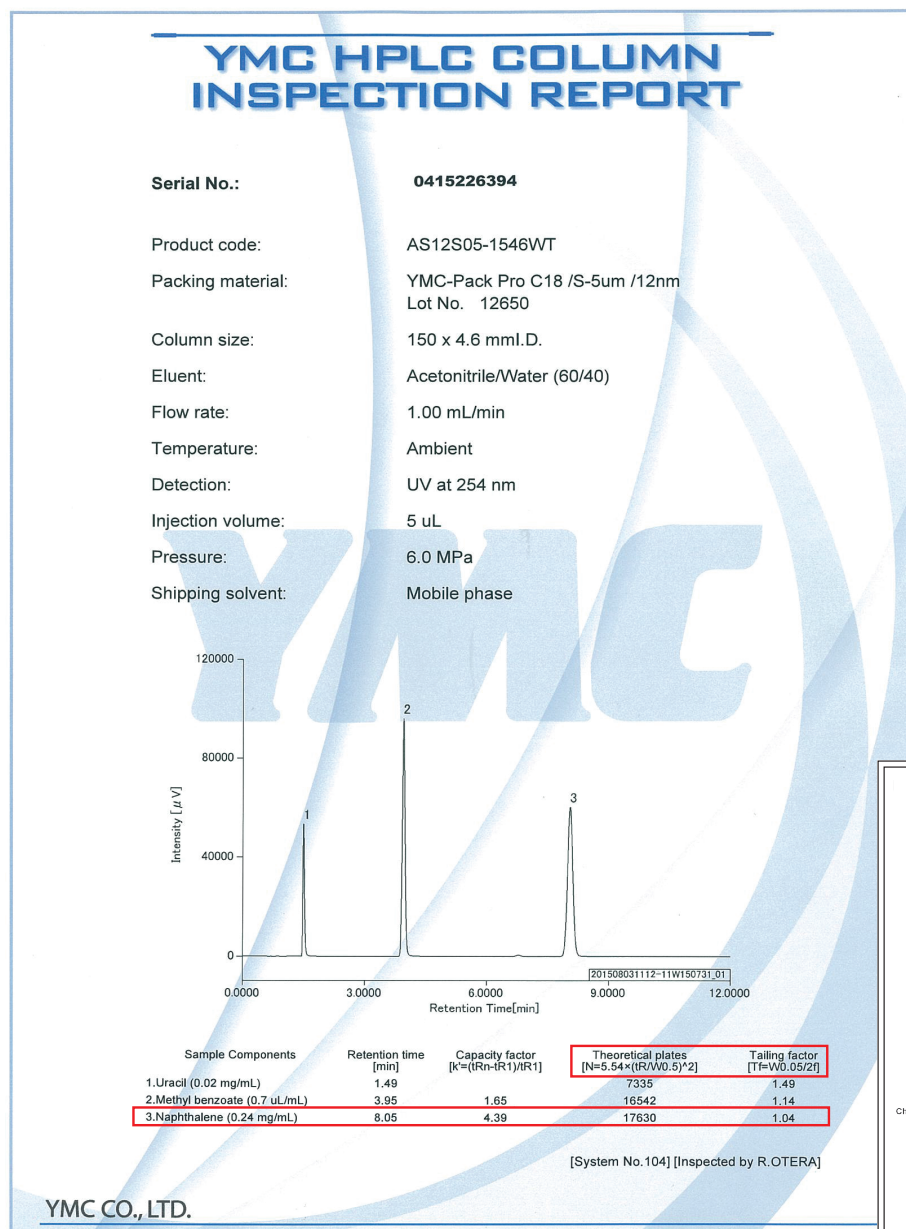 YMC HPLC COLUMN
INSPECTION REPORT
Serial No.: 0415226394
Product code: AS12S05-1546WT
Packing material: YMC-Pack Pro C18 /S-5um /12nm
Lot No. 12650
Column size: 150 x 4.6 mmI.D.
Eluent: Acetonitrile/Water (60/40)
Flow rate: 1.00 mL/min
Temperature: Ambient
Detection: UV at 254 nm
Injection volume: 5 uL
Pressure: 6.0 MPa
Shipping solvent: Mobile phase
YMC
120000
80000
40000
0
Intensity [μV]
1
2
3
[201508031112-11W150731_01
0.0000 3.0000 6.0000 9.0000 12.0000
Retention Time[min]
Sample Components Retention time Capacity factor Theoretical plates Tailing factor
[min] [k'=(tRn-tR1)/tR1] [N=5.54×(tR/W0.5)^2] [Tf=W0.05/2f]
1.Uracil (0.02 mg/mL) 1.49 7335 1.49
2.Methyl benzoate (0.7 uL/mL) 3.95 1.65 16542 1.14
3.Naphthalene (0.24 mg/mL) 8.05 4.39 17630 1.04
[System No.104] [Inspected by R.OTERA]
YMC CO., LTD.